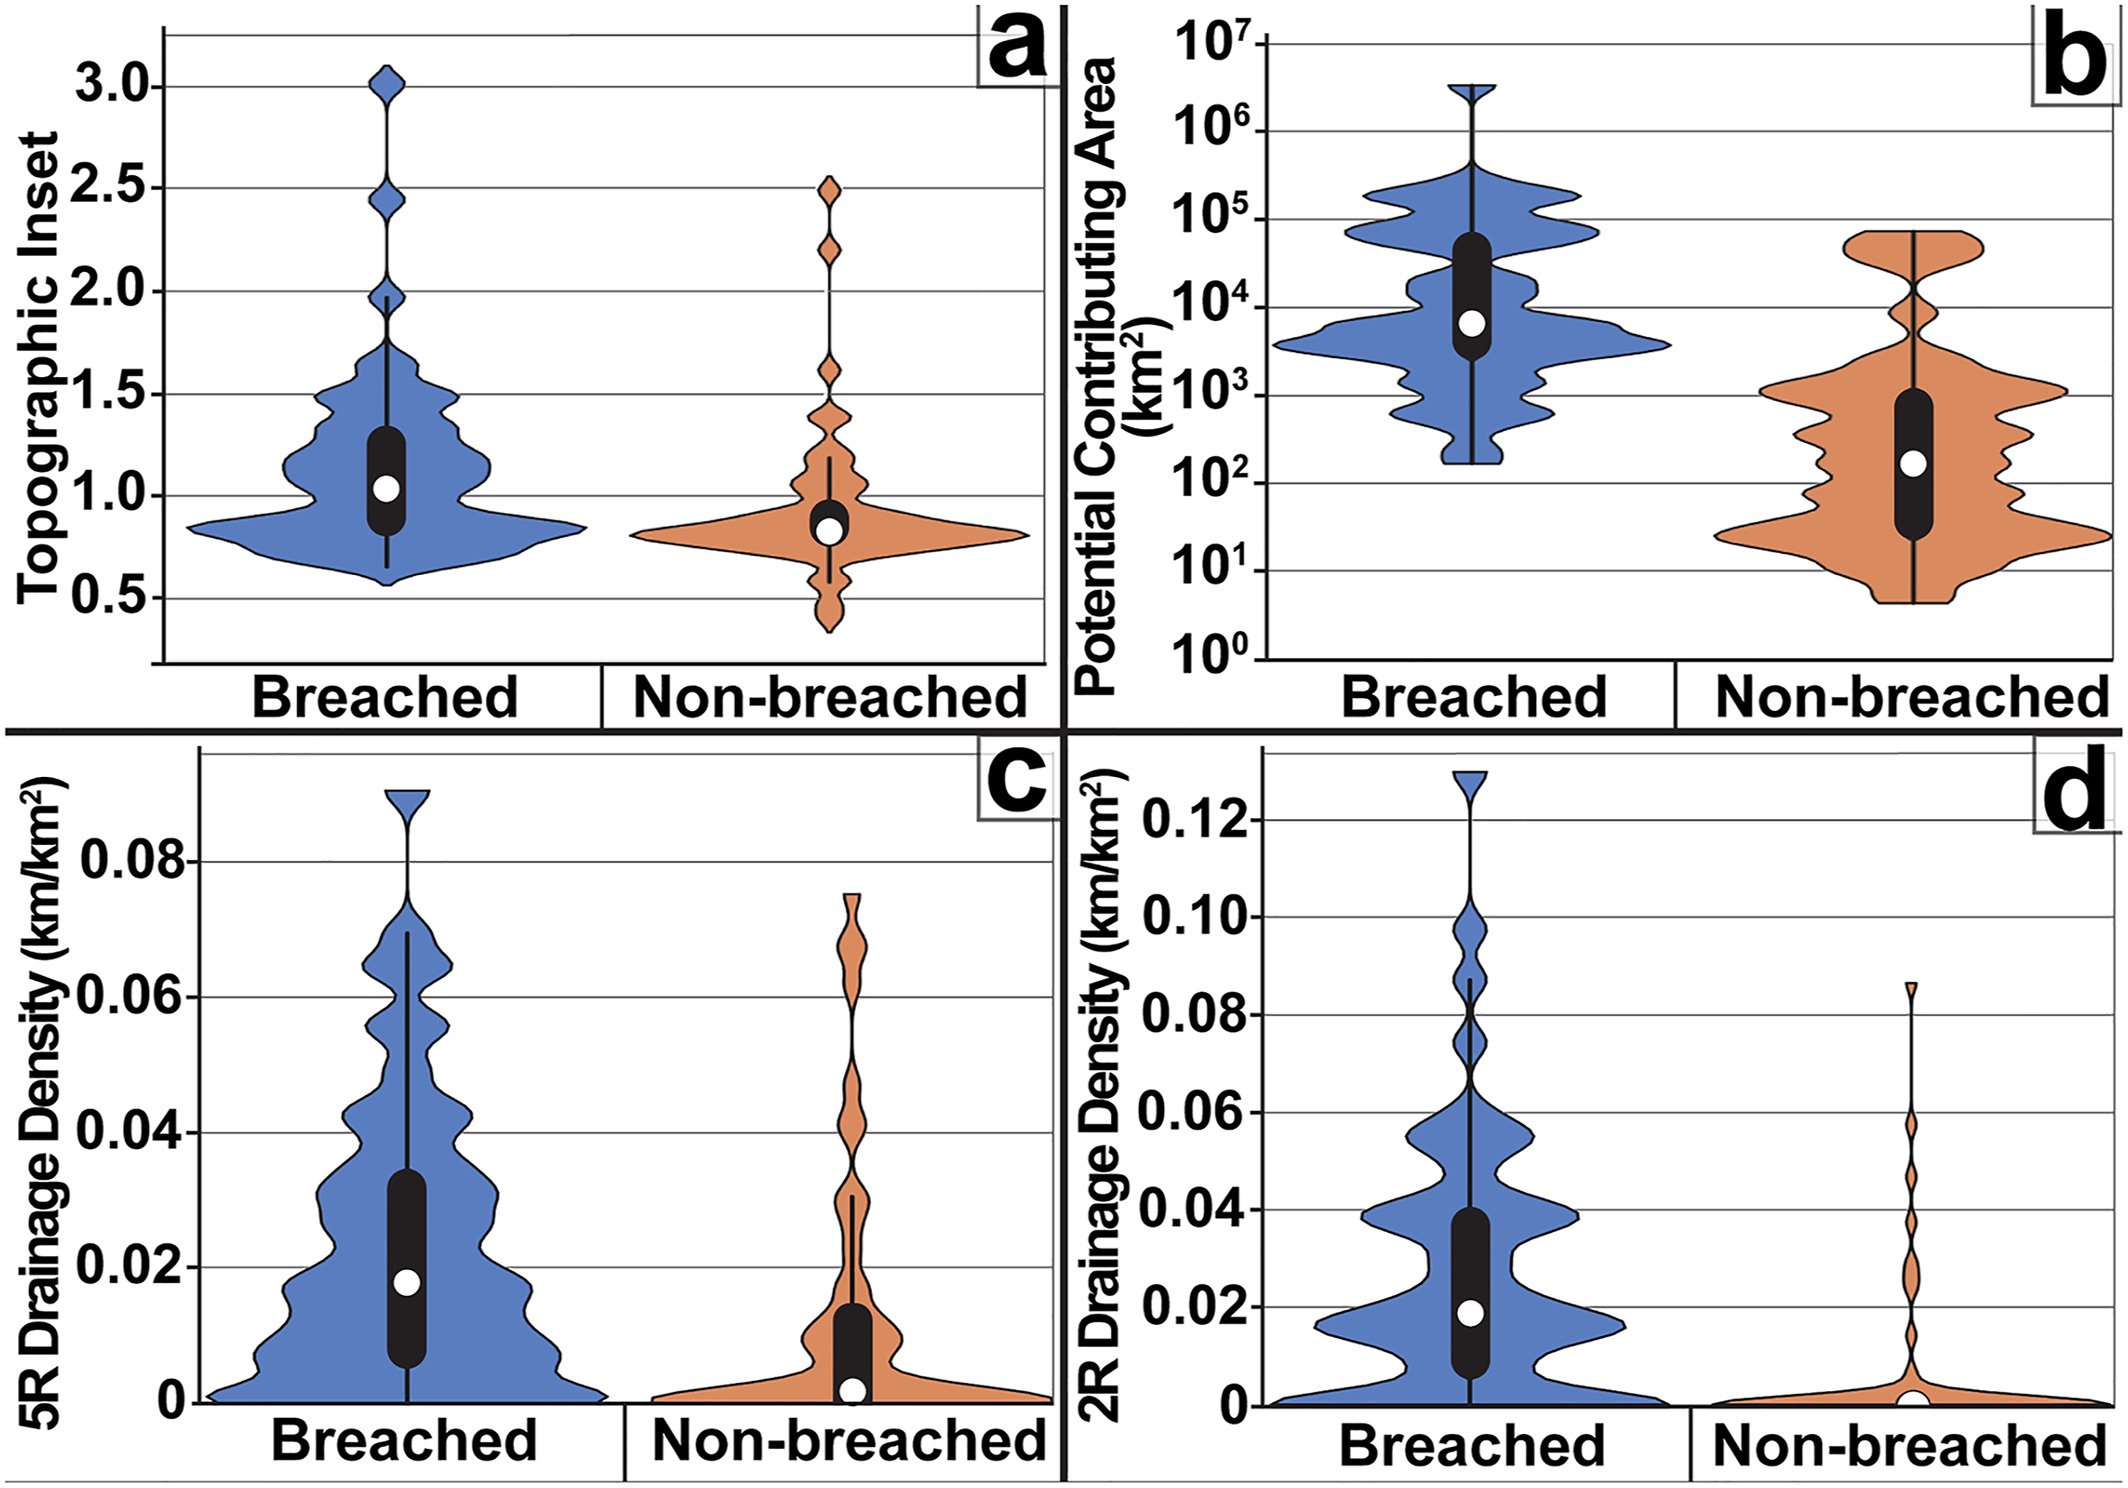 a
Topographic Inset
3.0
2.5
2.0
1.5
1.0
0.5
Breached
Non-breached
b
Potential Contributing Area
(km²)
10⁷
10⁶
10⁵
10⁴
10³
10²
10¹
10⁰
Breached
Non-breached
c
5R Drainage Density (km/km²)
0.08
0.06
0.04
0.02
0
Breached
Non-breached
d
2R Drainage Density (km/km²)
0.12
0.10
0.08
0.06
0.04
0.02
0
Breached
Non-breached